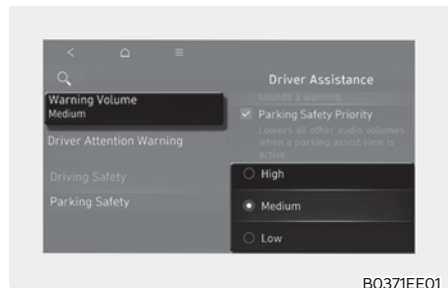 Driver Assistance
Warning Volume
Medium
Driver Attention Warning
Driving Safety
Parking Safety
sounds a warning
Parking Safety Priority
Lowers all other audio volumes
when a parking assist view is
active.
High
Medium
Low
B0371EE01